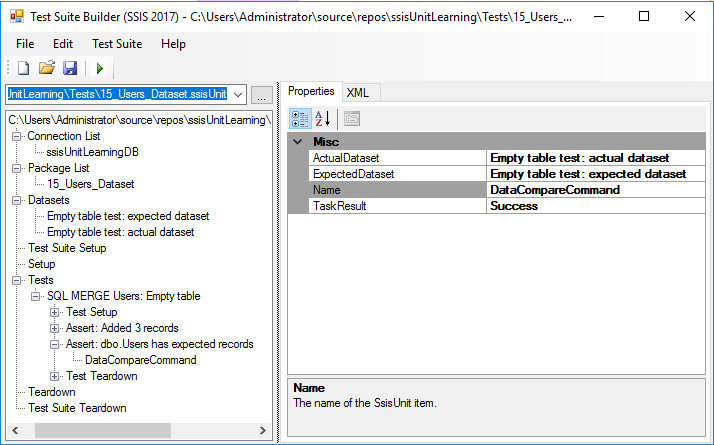 Test Suite Builder (SSIS 2017) - C:\Users\Administrator\source\repos\ssisUnitLearning\Tests\15_Users_...
File Edit Test Suite Help
JnitLearning\Tests\15_Users_Dataset.ssisUnit ...
C:\Users\Administrator\source\repos\ssisUnitLearning\
Connection List
ssisUnitLearningDB
Package List
15_Users_Dataset
Datasets
Empty table test: expected dataset
Empty table test: actual dataset
Test Suite Setup
Setup
Tests
SQL MERGE Users: Empty table
Test Setup
Assert: Added 3 records
Assert: dbo.Users has expected records
DataCompareCommand
Test Teardown
Teardown
Test Suite Teardown
Properties XML
A Z
Misc
ActualDataset Empty table test: actual dataset
ExpectedDataset Empty table test: expected dataset
Name DataCompareCommand
TaskResult Success
Name
The name of the SsisUnit item.